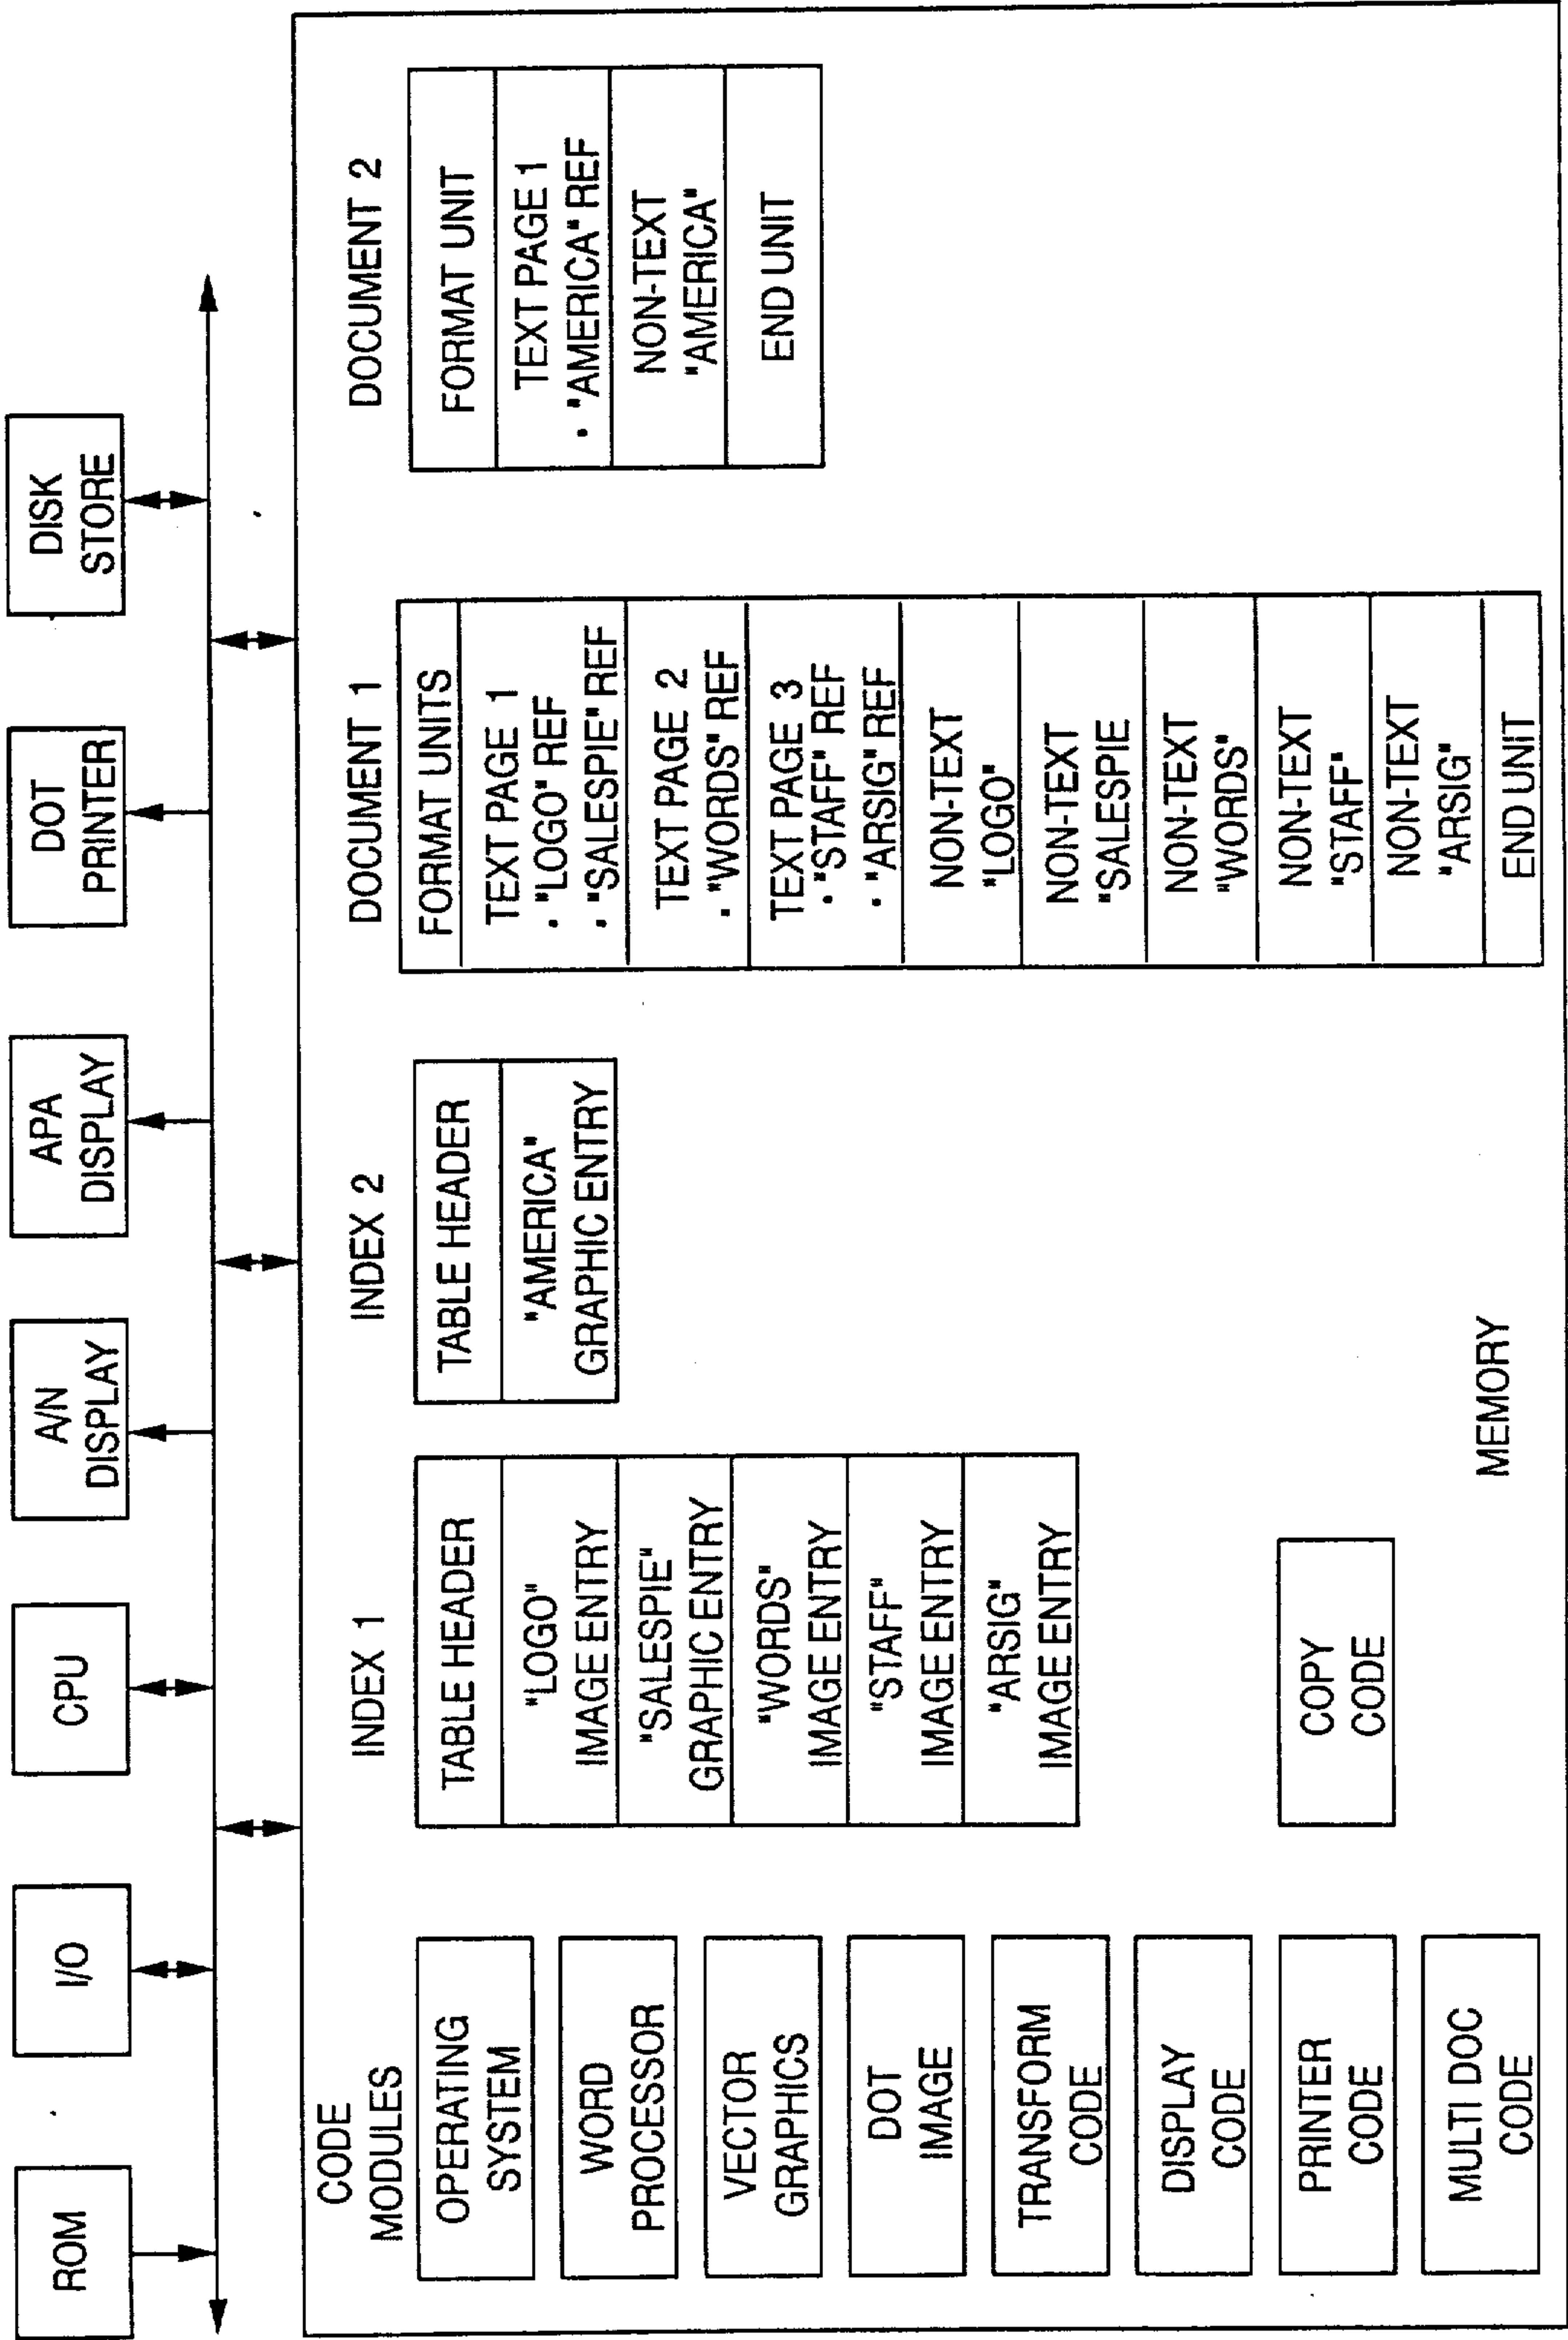 ROM
I/O
CPU
A/N
DISPLAY
APA
DISPLAY
DOT
PRINTER
DISK
STORE
CODE
MODULES
OPERATING
SYSTEM
WORD
PROCESSOR
VECTOR
GRAPHICS
DOT
IMAGE
TRANSFORM
CODE
DISPLAY
CODE
PRINTER
CODE
MULTI DOC
CODE
INDEX 1
TABLE HEADER
"LOGO"
IMAGE ENTRY
"SALESPIE"
GRAPHIC ENTRY
"WORDS"
IMAGE ENTRY
"STAFF"
IMAGE ENTRY
"ARSIG"
IMAGE ENTRY
COPY
CODE
INDEX 2
TABLE HEADER
"AMERICA"
GRAPHIC ENTRY
MEMORY
DOCUMENT 1
FORMAT UNITS
TEXT PAGE 1
• "LOGO" REF
• "SALESPIE" REF
TEXT PAGE 2
• "WORDS" REF
TEXT PAGE 3
• "STAFF" REF
• "ARSIG" REF
NON-TEXT
"LOGO"
NON-TEXT
"SALESPIE
NON-TEXT
"WORDS"
NON-TEXT
"STAFF"
NON-TEXT
"ARSIG"
END UNIT
DOCUMENT 2
FORMAT UNIT
TEXT PAGE 1
• "AMERICA" REF
NON-TEXT
"AMERICA"
END UNIT